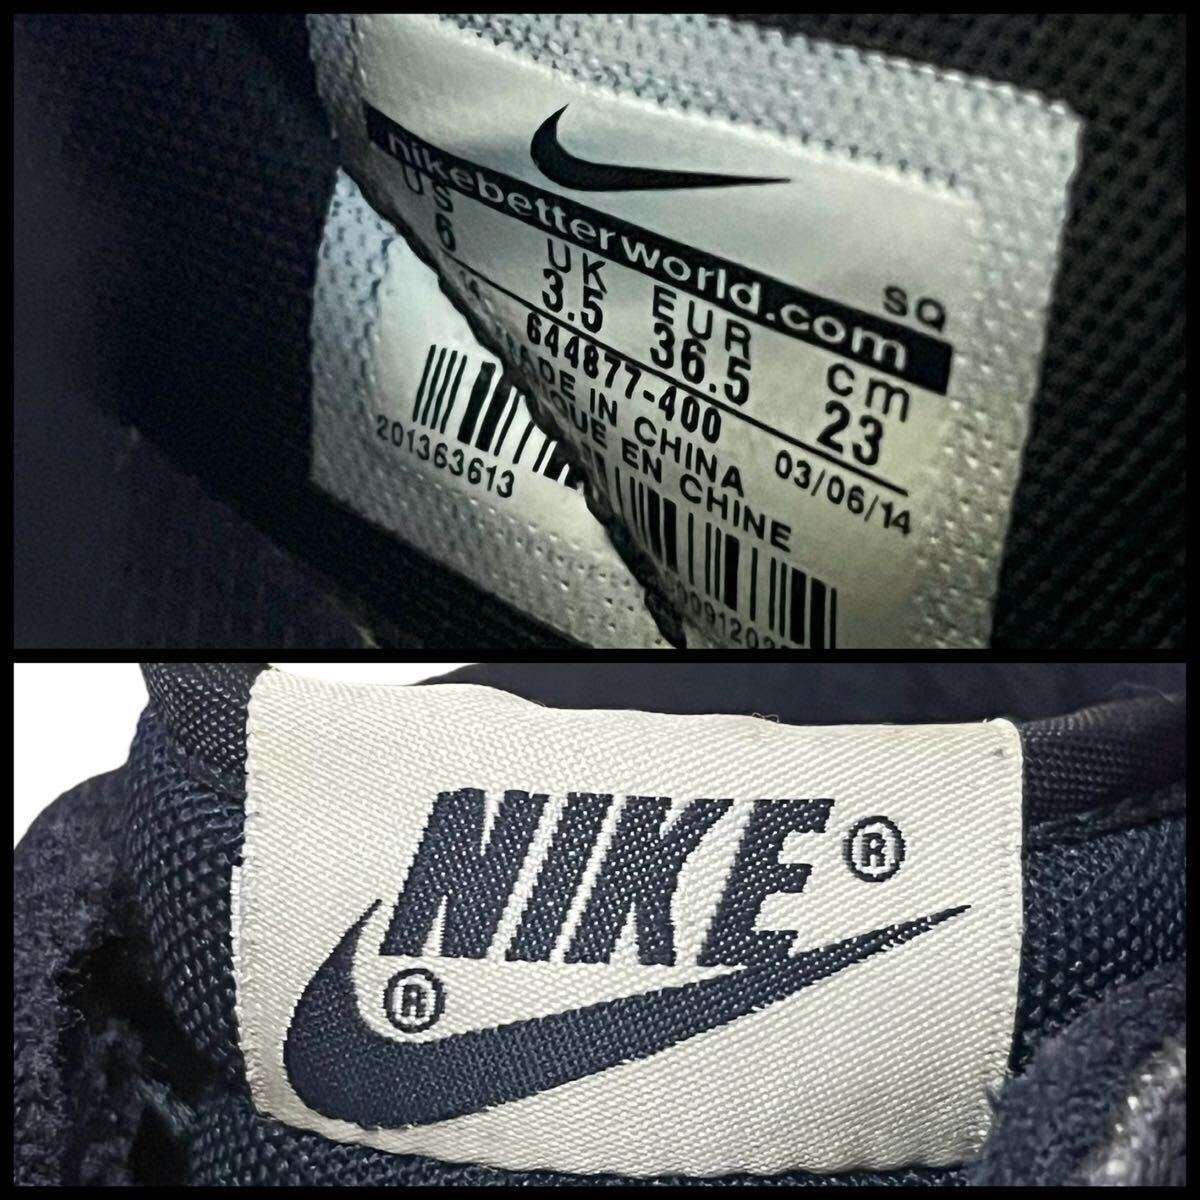 nikebetterworld.com
SQ
US UK EUR cm
6 3.5 36.5 23
644877-400 03/06/14
MADE IN CHINA
QUE EN CHINE
201363613
NIKE®
®